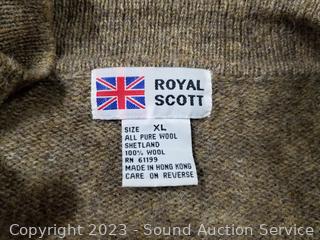 ROYAL
SCOTT
SIZE XL
ALL PURE WOOL
SHETLAND
100% WOOL
RN 61199
MADE IN HONG KONG
CARE ON REVERSE
Copyright 2023 - Sound Auction Service